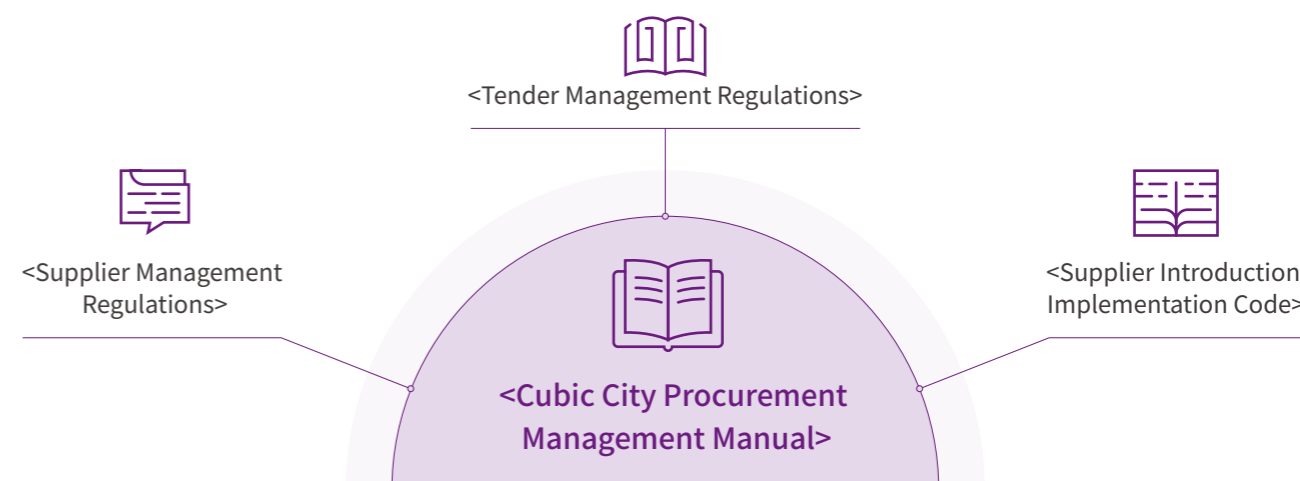 <Tender Management Regulations>
<Supplier Management
Regulations>
<Supplier Introduction
Implementation Code>
<Cubic City Procurement
Management Manual>